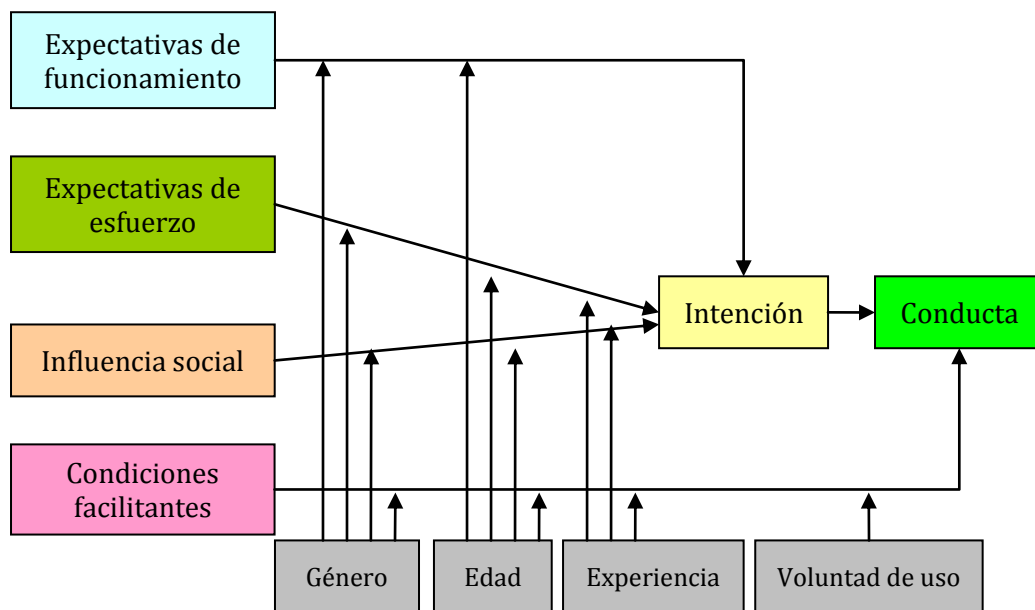 Expectativas de
funcionamiento
Expectativas de
esfuerzo
Intención
Conducta
Influencia social
Condiciones
facilitantes
Género
Edad
Experiencia
Voluntad de uso